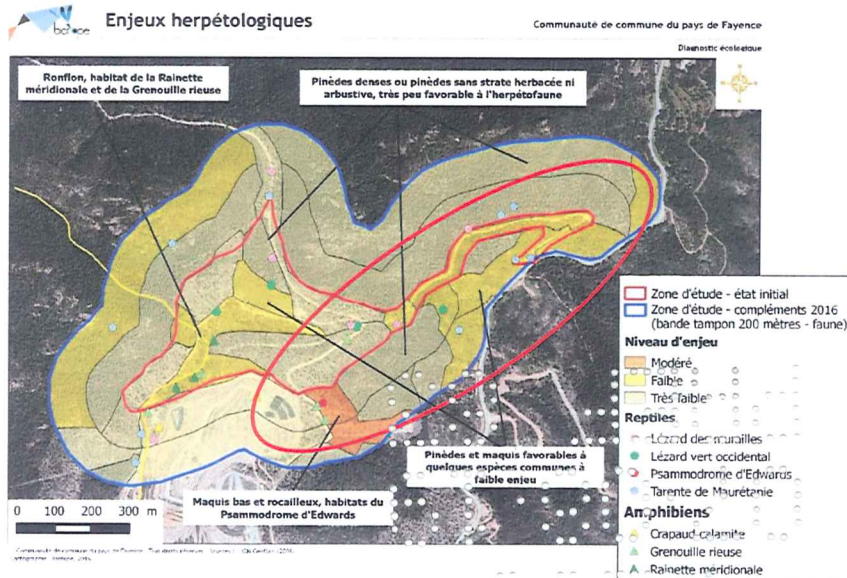 Enjeux herpétologiques
Communauté de commune du pays de Fayence
Diagnostic écologique
Ronflon, habitat de la Rainette
méridionale et de la Grenouille rieuse
Pinèdes denses ou pinèdes sans strate herbacée ni
arbustive, très peu favorable à l'herpétofaune
Zone d'étude - état initial
Zone d'étude - compléments 2016
(bande tampon 200 mètres - faune)
Niveau d'enjeu
Modéré
Faible
Très faible
Reptiles
Lézard des murailles
Lézard vert occidental
Psammodrome d'Edwards
Tarente de Maurétanie
Amphibiens
Crapaud calamite
Grenouille rieuse
Rainette méridionale
Pinèdes et maquis favorables à
quelques espèces communes à
faible enjeu
Maquis bas et rocailleux, habitats du
Psammodrome d'Edwards
0 100 200 300 m